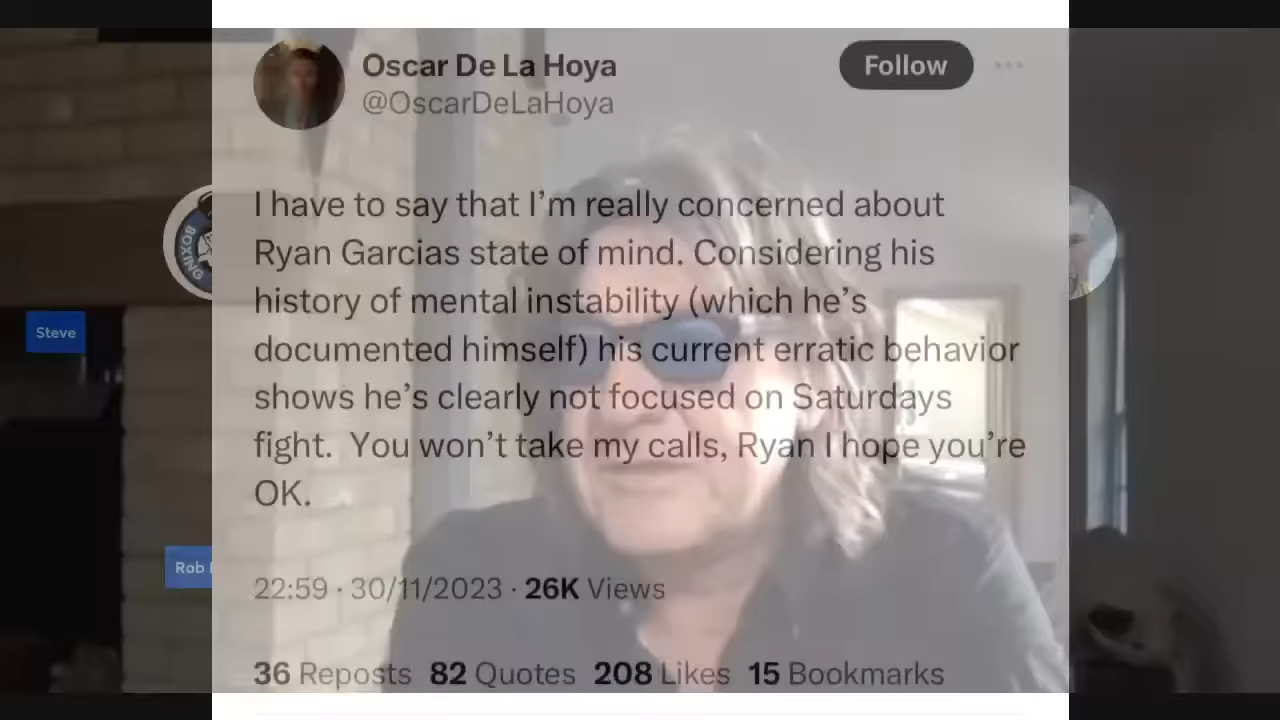 Oscar De La Hoya
@OscarDeLaHoya
Follow
I have to say that I’m really concerned about
Ryan Garcias state of mind. Considering his
history of mental instability (which he’s
documented himself) his current erratic behavior
shows he’s clearly not focused on Saturdays
fight.  You won’t take my calls, Ryan I hope you’re
OK.
22:59 · 30/11/2023 · 26K Views
36 Reposts 82 Quotes 208 Likes 15 Bookmarks
BOXING
Steve
Rob